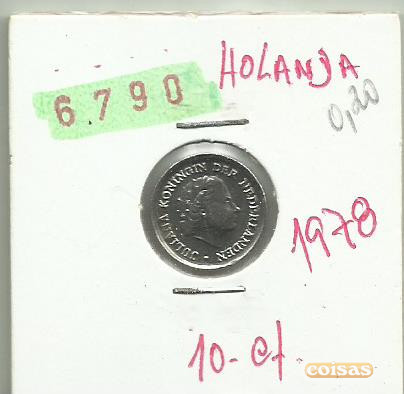 HOLANDA
6790
0,20
JULIANA KONINGIN DER NEDERLANDEN
1978
10-ct.
coisas